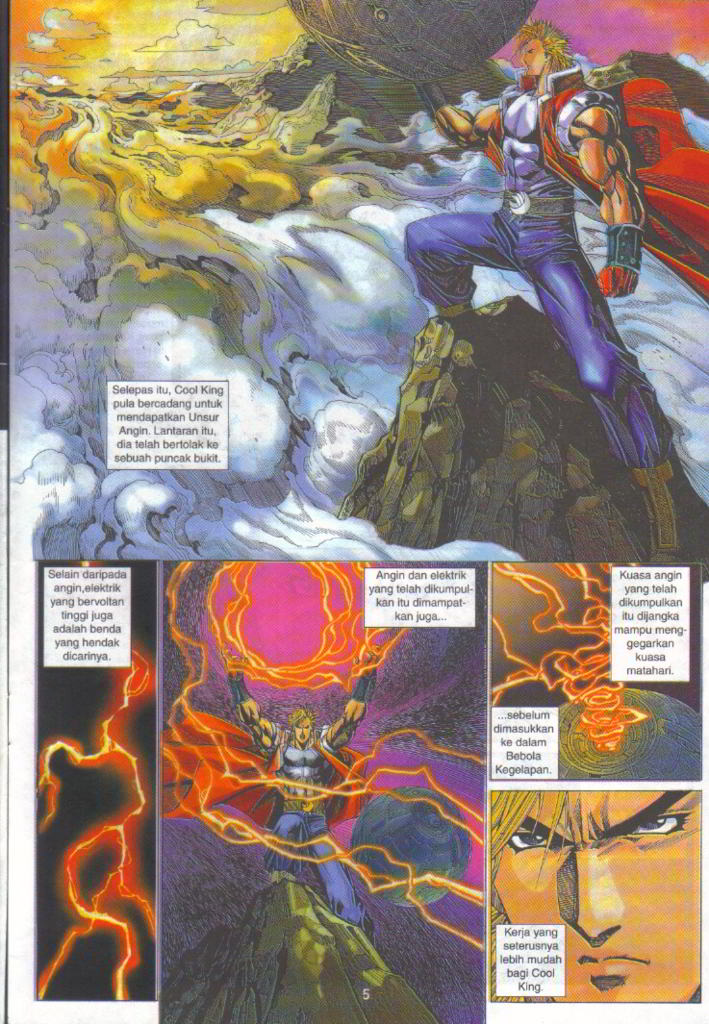 Selepas itu, Cool King
pula bercadang untuk
mendapatkan Unsur
Angin. Lantaran itu,
dia telah bertolak ke
sebuah puncak bukit.
Selain daripada
angin,elektrik
yang bervoltan
tinggi juga
adalah benda
yang hendak
dicarinya.
Angin dan elektrik
yang telah dikumpul-
kan itu dimampat-
kan juga...
...sebelum
dimasukkan
ke dalam
Bebola
Kegelapan.
Kuasa angin
yang telah
dikumpulkan
itu dijangka
mampu meng-
gegarkan
kuasa
matahari.
Kerja yang
seterusnya
lebih mudah
bagi Cool
King.
5